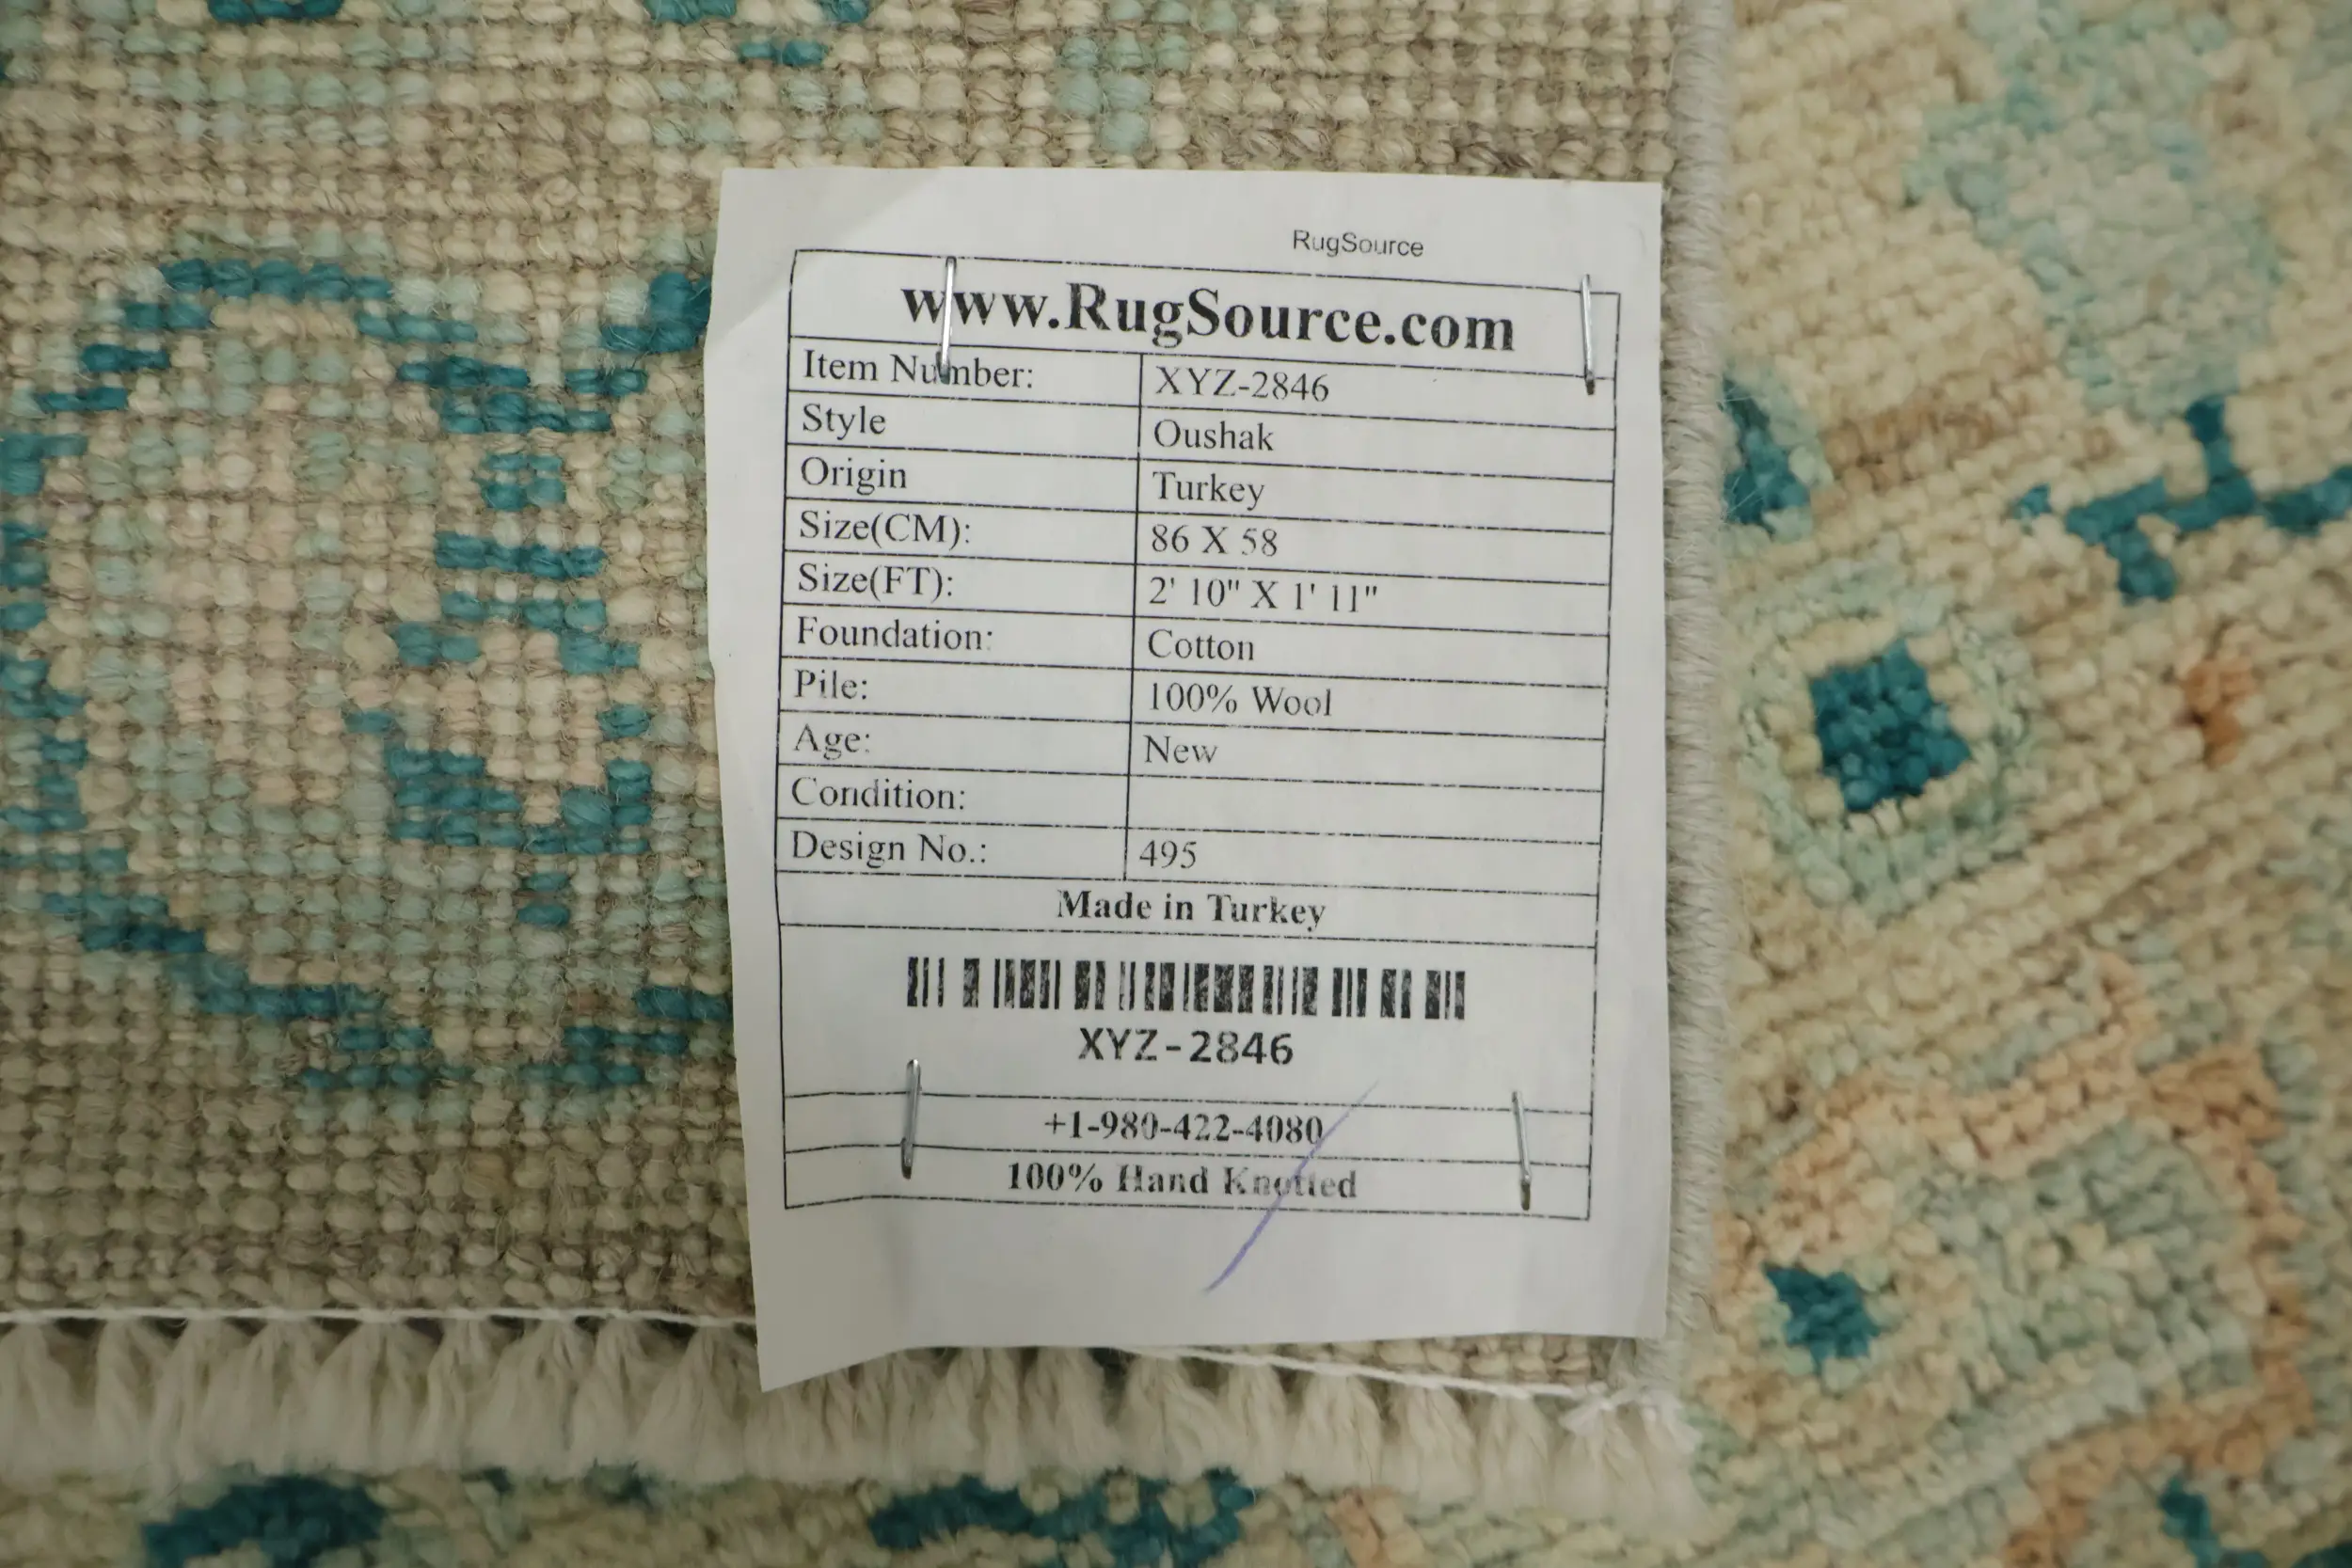 RugSource
www.RugSource.com
Item Number: XYZ-2846
Style Oushak
Origin Turkey
Size(CM): 86 X 58
Size(FT): 2' 10" X 1' 11"
Foundation: Cotton
Pile: 100% Wool
Age: New
Condition:
Design No.: 495
Made in Turkey
XYZ-2846
+1-980-422-4080
100% Hand Knotted